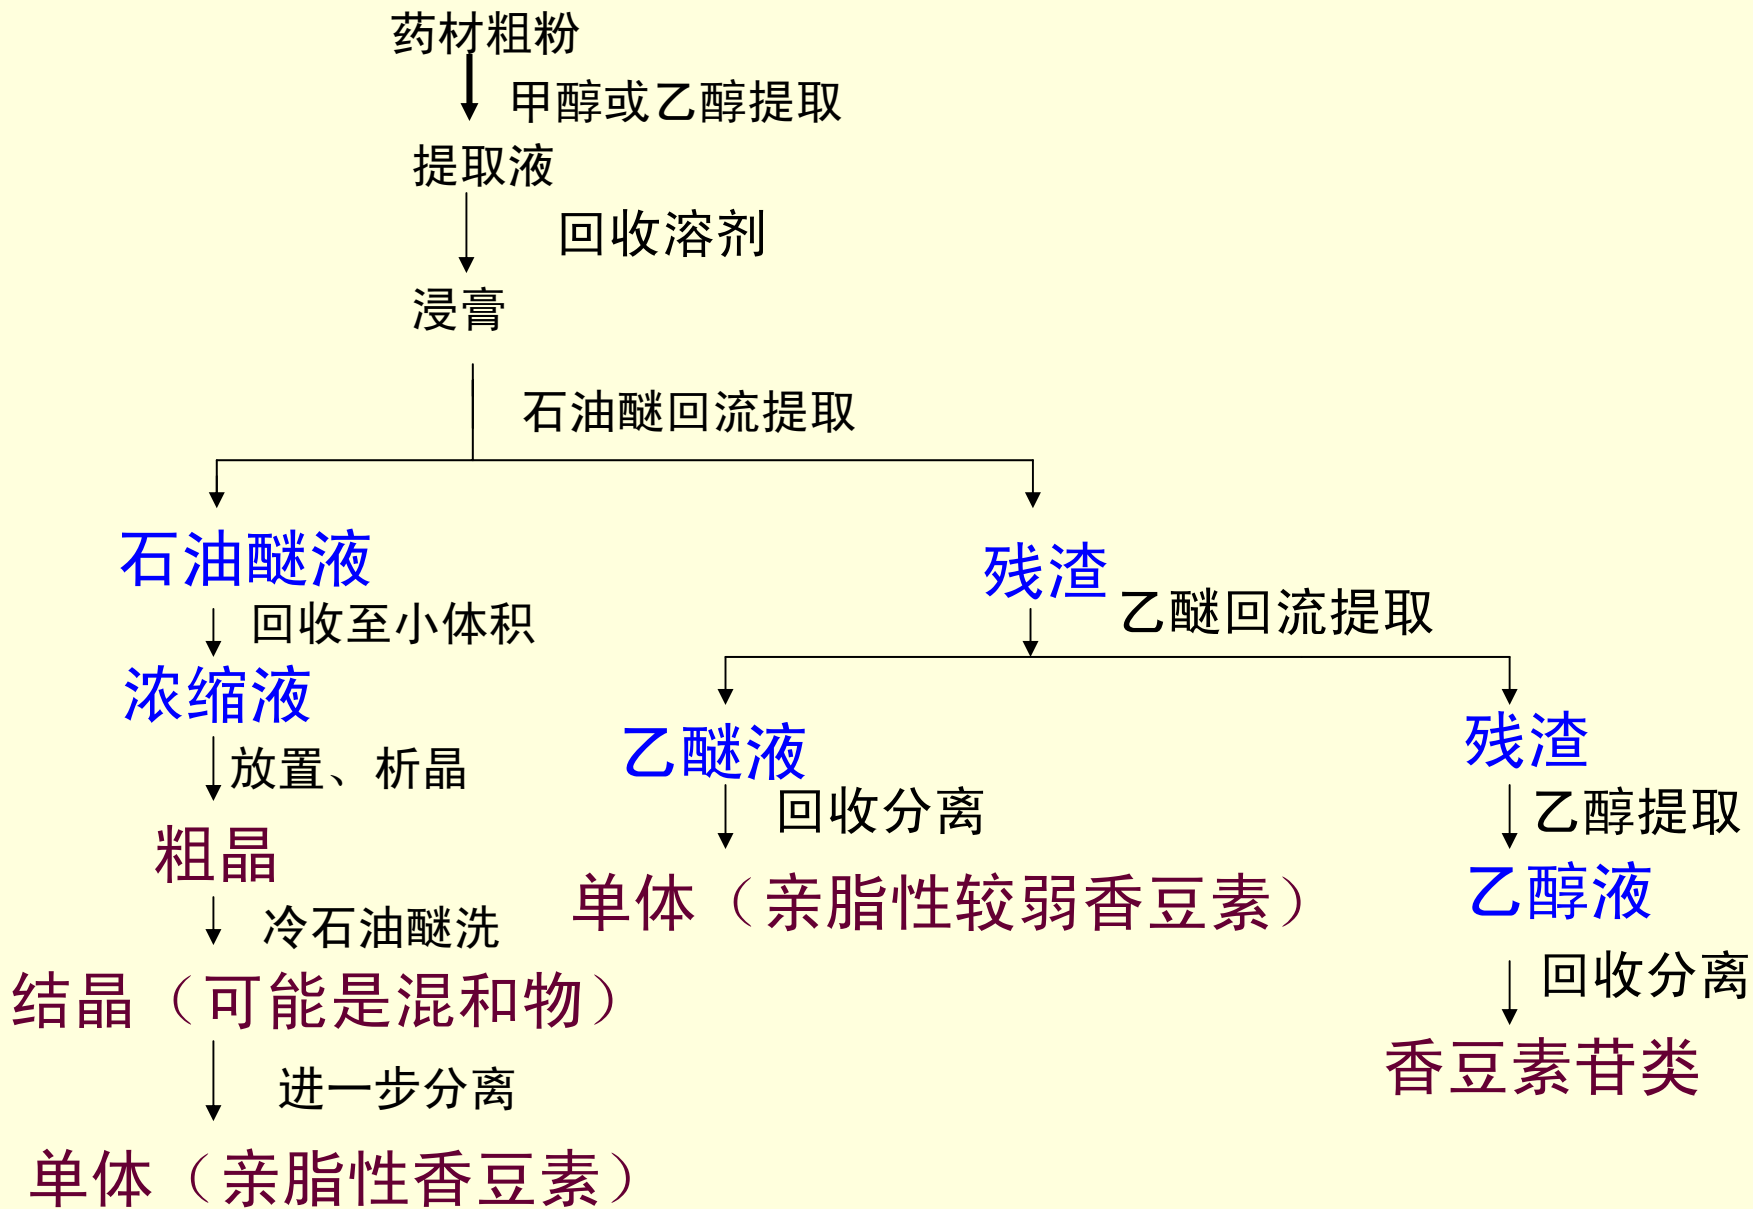 药材粗粉
甲醇或乙醇提取
提取液
回收溶剂
浸膏
石油醚回流提取
石油醚液
残渣
回收至小体积
乙醚回流提取
浓缩液
乙醚液
残渣
放置、析晶
回收分离
乙醇提取
粗晶
单体（亲脂性较弱香豆素）
乙醇液
冷石油醚洗
回收分离
结晶（可能是混和物）
香豆素苷类
进一步分离
单体（亲脂性香豆素）